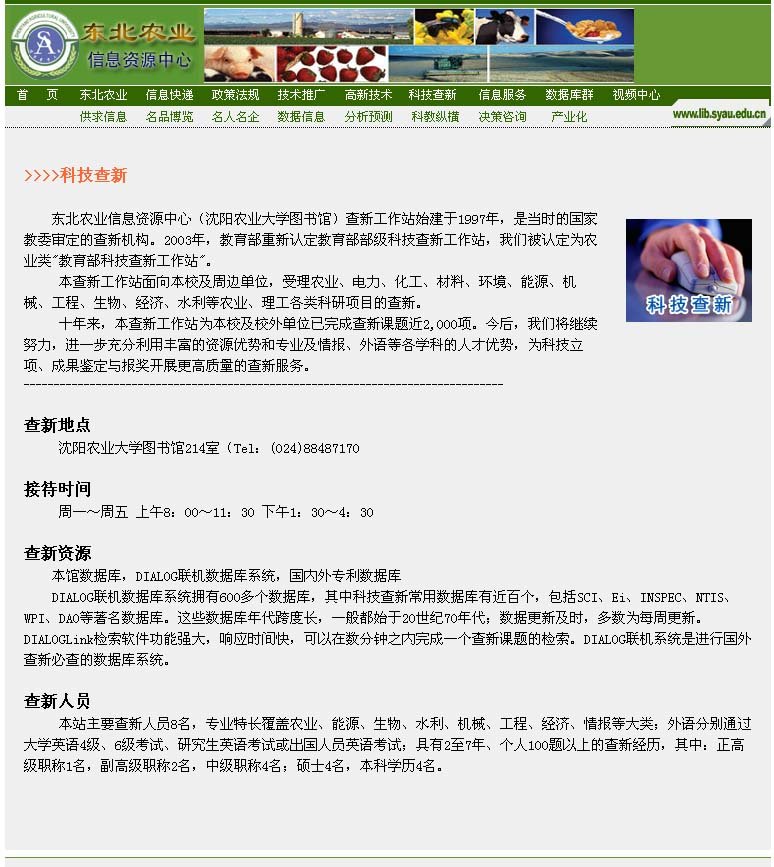 东北农业
信息资源中心
首 页 东北农业 信息快递 政策法规 技术推广 高新技术 科技查新 信息服务 数据库群 视频中心
供求信息 名品博览 名人名企 数据信息 分析预测 科教纵横 决策咨询 产业化
www.lib.syau.edu.cn
>>>>科技查新
东北农业信息资源中心（沈阳农业大学图书馆）查新工作站始建于1997年，是当时的国家
教委审定的查新机构。2003年，教育部重新认定教育部部级科技查新工作站，我们被认定为农
业类"教育部科技查新工作站"。
本查新工作站面向本校及周边单位，受理农业、电力、化工、材料、环境、能源、机
械、工程、生物、经济、水利等农业、理工各类科研项目的查新。
十年来，本查新工作站为本校及校外单位已完成查新课题近2,000项。今后，我们将继续
努力，进一步充分利用丰富的资源优势和专业及情报、外语等各学科的人才优势，为科技立
项、成果鉴定与报奖开展更高质量的查新服务。
科技查新
--------------------------------------------------------------------------------
查新地点
沈阳农业大学图书馆214室（Tel：(024)88487170
接待时间
周一～周五 上午8：00～11：30 下午1：30～4：30
查新资源
本馆数据库，DIALOG联机数据库系统，国内外专利数据库
DIALOG联机数据库系统拥有600多个数据库，其中科技查新常用数据库有近百个，包括SCI、Ei、INSPEC、NTIS、
WPI、DAO等著名数据库。这些数据库年代跨度长，一般都始于20世纪70年代；数据更新及时，多数为每周更新。
DIALOGLink检索软件功能强大，响应时间快，可以在数分钟之内完成一个查新课题的检索。DIALOG联机系统是进行国外
查新必查的数据库系统。
查新人员
本站主要查新人员8名，专业特长覆盖农业、能源、生物、水利、机械、工程、经济、情报等大类；外语分别通过
大学英语4级、6级考试、研究生英语考试或出国人员英语考试；具有2至7年、个人100题以上的查新经历，其中：正高
级职称1名，副高级职称2名，中级职称4名；硕士4名，本科学历4名。